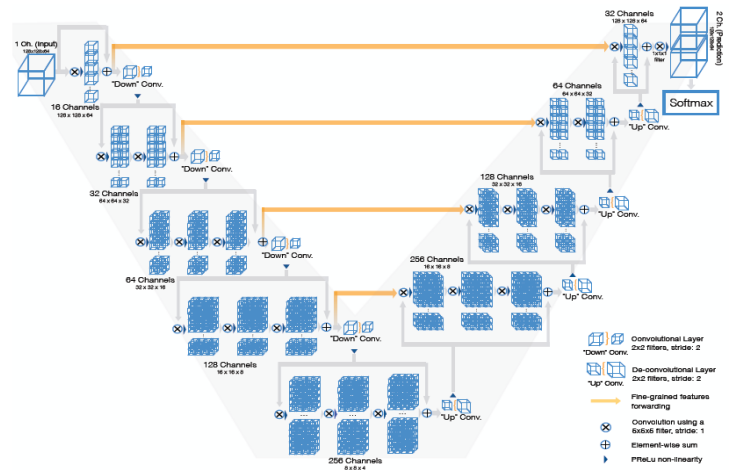 1 Ch. (Input)
128x128x64
"Down" Conv.
16 Channels
128 x 128 x 64
"Down" Conv.
32 Channels
64 x 64 x 32
"Down" Conv.
64 Channels
32 x 32 x 16
"Down" Conv.
128 Channels
16 x 16 x 8
256 Channels
8 x 8 x 4
"Up" Conv.
256 Channels
16 x 16 x 8
"Up" Conv.
128 Channels
32 x 32 x 16
"Up" Conv.
64 Channels
64 x 64 x 32
"Up" Conv.
32 Channels
128 x 128 x 64
1x1x1
filter
2 Ch. (Prediction)
128x128x64
Softmax
...
...
"Down" Conv.
Convolutional Layer
2x2 filters, stride: 2
"Up" Conv.
De-convolutional Layer
2x2 filters, stride: 2
Fine-grained features
forwarding
Convolution using a
5x5x5 filter, stride: 1
Element-wise sum
PReLu non-linearity